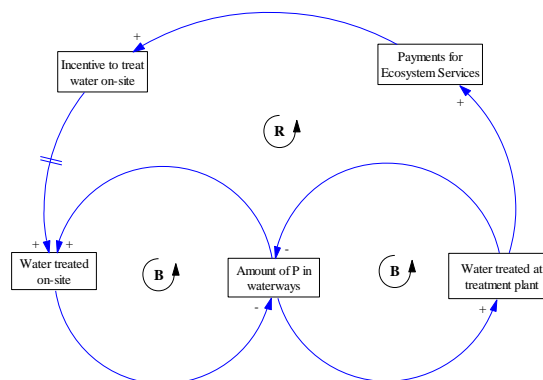 +
Incentive to treat
water on-site
Payments for
Ecosystem Services
+
R
+ +
Water treated
on-site
B
-
Amount of P in
waterways
-
B
Water treated at
treatment plant
+